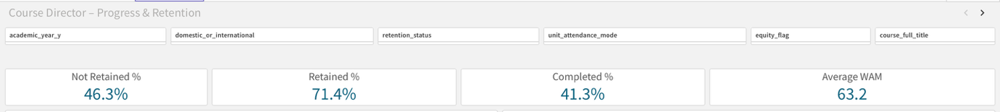 Course Director – Progress & Retention
academic_year_y
domestic_or_international
retention_status
unit_attendance_mode
equity_flag
course_full_title
Not Retained %
46.3%
Retained %
71.4%
Completed %
41.3%
Average WAM
63.2